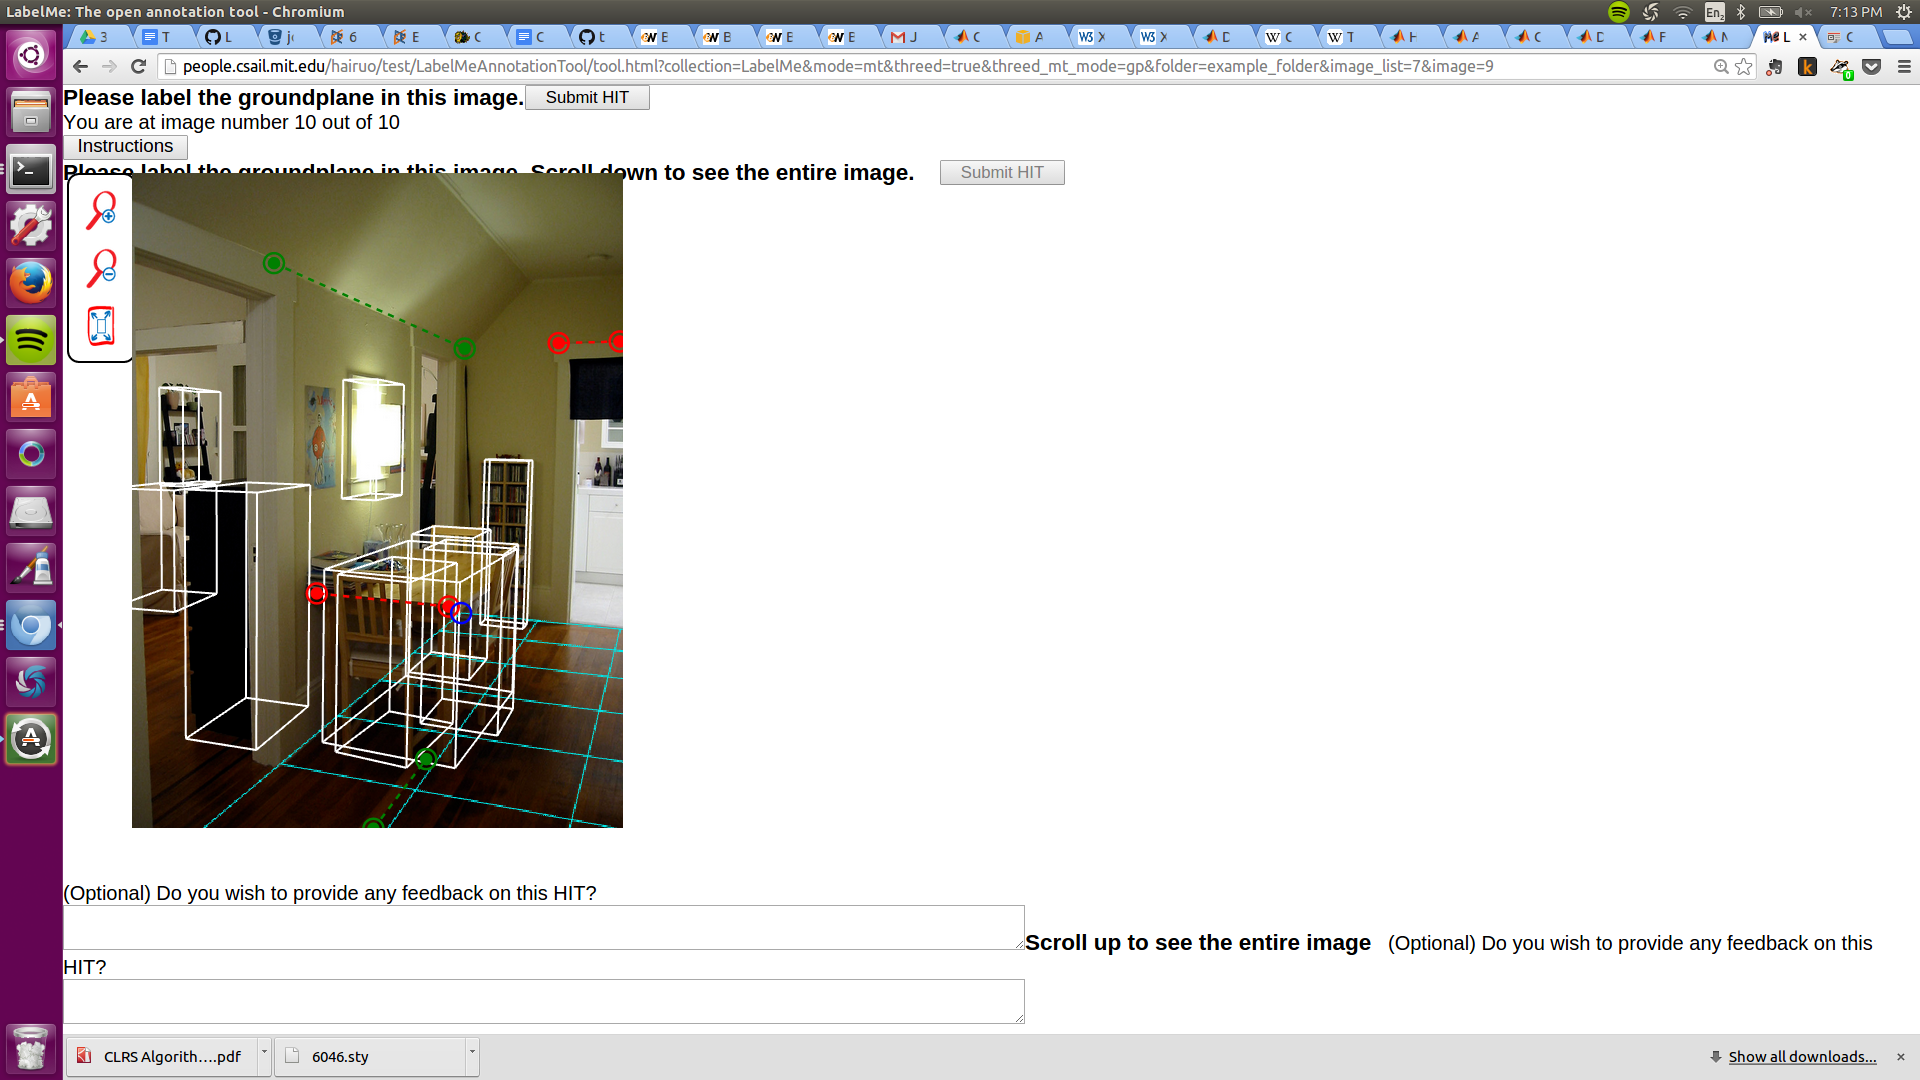 LabelMe: The open annotation tool - Chromium
En2
7:13 PM
3 T L 6 E C C t E B E E J C A X X D C T H A C D F L × C
people.csail.mit.edu/hairuo/test/LabelMeAnnotationTool/tool.html?collection=LabelMe&mode=mt&threed=true&threed_mt_mode=gp&folder=example_folder&image_list=7&image=9
Please label the groundplane in this image. Submit HIT
You are at image number 10 out of 10
Instructions
Please label the groundplane in this image. Scroll down to see the entire image. Submit HIT
(Optional) Do you wish to provide any feedback on this HIT?
Scroll up to see the entire image (Optional) Do you wish to provide any feedback on this
HIT?
CLRS Algorith....pdf
6046.sty
Show all downloads...